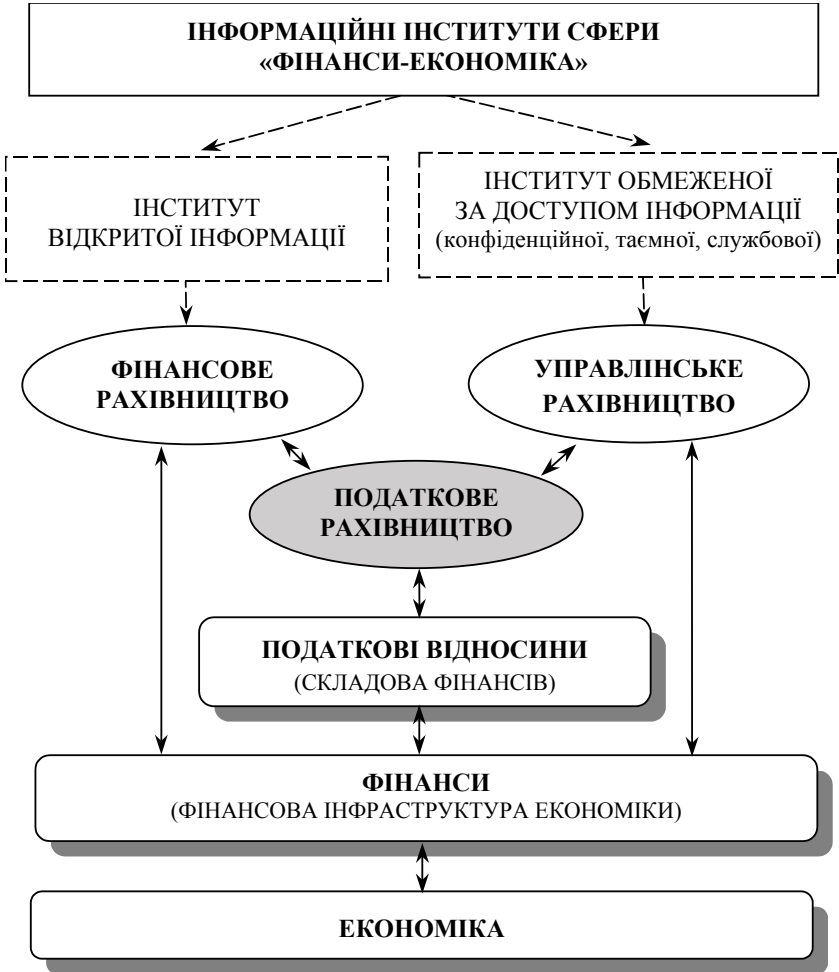 ІНФОРМАЦІЙНІ ІНСТИТУТИ СФЕРИ
«ФІНАНСИ-ЕКОНОМІКА»
ІНСТИТУТ
ВІДКРИТОЇ ІНФОРМАЦІЇ
ІНСТИТУТ ОБМЕЖЕНОЇ
ЗА ДОСТУПОМ ІНФОРМАЦІЇ
(конфіденційної, таємної, службової)
ФІНАНСОВЕ
РАХІВНИЦТВО
УПРАВЛІНСЬКЕ
РАХІВНИЦТВО
ПОДАТКОВЕ
РАХІВНИЦТВО
ПОДАТКОВІ ВІДНОСИНИ
(СКЛАДОВА ФІНАНСІВ)
ФІНАНСИ
(ФІНАНСОВА ІНФРАСТРУКТУРА ЕКОНОМІКИ)
ЕКОНОМІКА